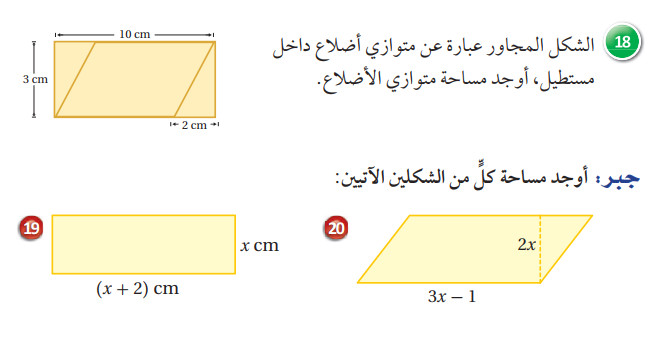 18 الشكل المجاور عبارة عن متوازي أضلاع داخل
مستطيل، أوجد مساحة متوازي الأضلاع.
10 cm
3 cm
2 cm
جبر: أوجد مساحة كلٍّ من الشكلين الآتيين:
19
x cm
(x + 2) cm
20
2x
3x − 1